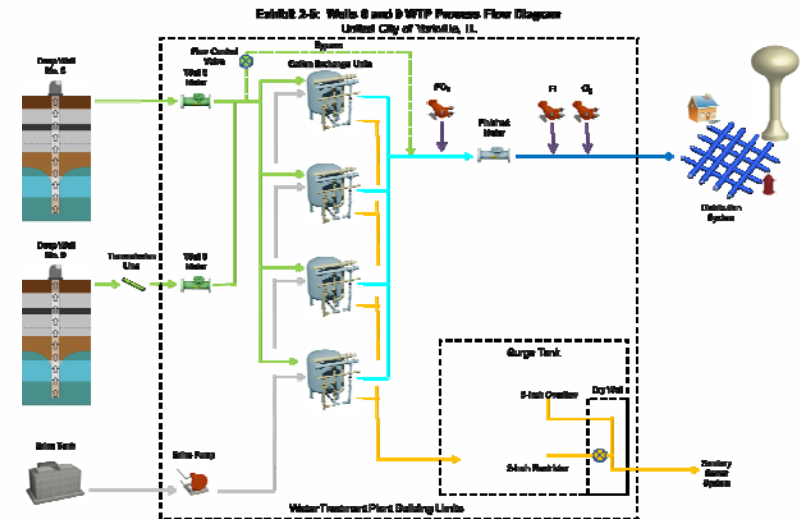 Exhibit 2-5: Wells 8 and 9 WTP Process Flow Diagram
United City of Yorkville, IL
Bypass
Flow Control
Valve
Deep Well
No. 8
Well 8
Meter
Cation Exchange Units
PO₄
Fl
Cl₂
Finished
Meter
Distribution
System
Deep Well
No. 9
Transmission
Line
Well 9
Meter
Surge Tank
Dry Well
Brine Tank
Brine Pump
Sanitary
Sewer
System
Water Treatment Plant Building Limits